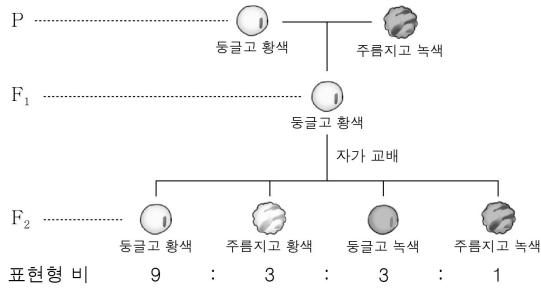 P
둥글고 황색 주름지고 녹색
F₁
둥글고 황색
자가 교배
F₂
둥글고 황색 주름지고 황색 둥글고 녹색 주름지고 녹색
표현형 비 9 : 3 : 3 : 1